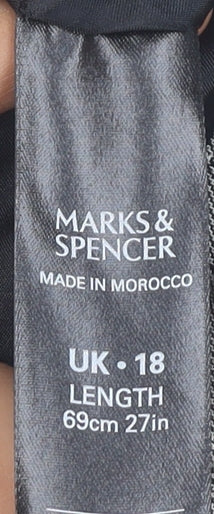 MARKS &
SPENCER
MADE IN MOROCCO
UK • 18
LENGTH
69cm 27in